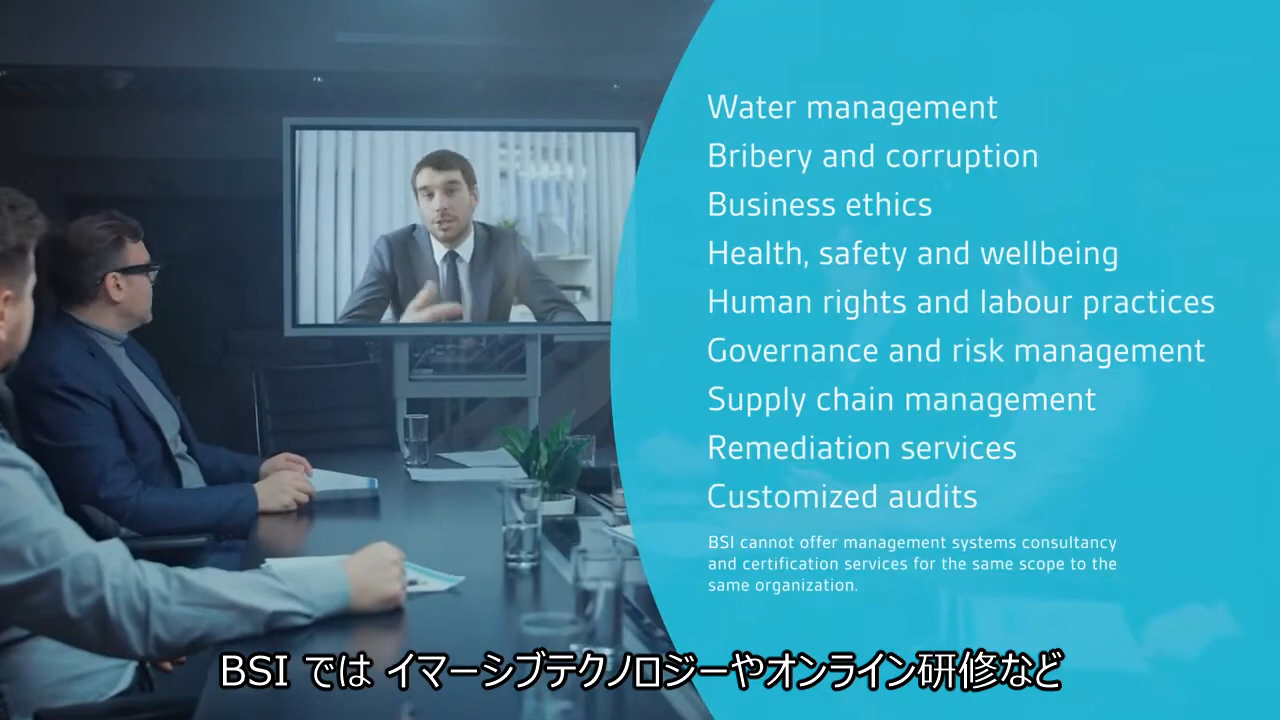 Water management
Bribery and corruption
Business ethics
Health, safety and wellbeing
Human rights and labour practices
Governance and risk management
Supply chain management
Remediation services
Customized audits
BSI cannot offer management systems consultancy
and certification services for the same scope to the
same organization.
BSI では イマーシブテクノロジーやオンライン研修など